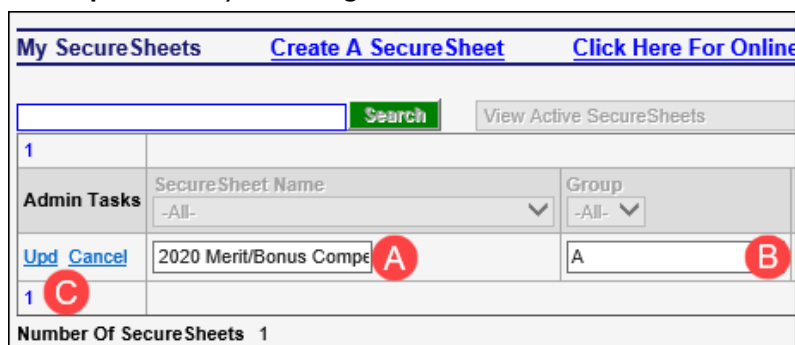 My SecureSheets Create A SecureSheet Click Here For Online
Search View Active SecureSheets
1
Admin Tasks SecureSheet Name Group
-All- -All-
Upd Cancel 2020 Merit/Bonus Compe A A B
1 C
Number Of SecureSheets 1